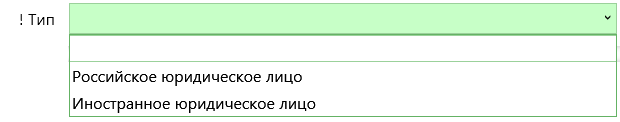 ! Тип
Российское юридическое лицо
Иностранное юридическое лицо